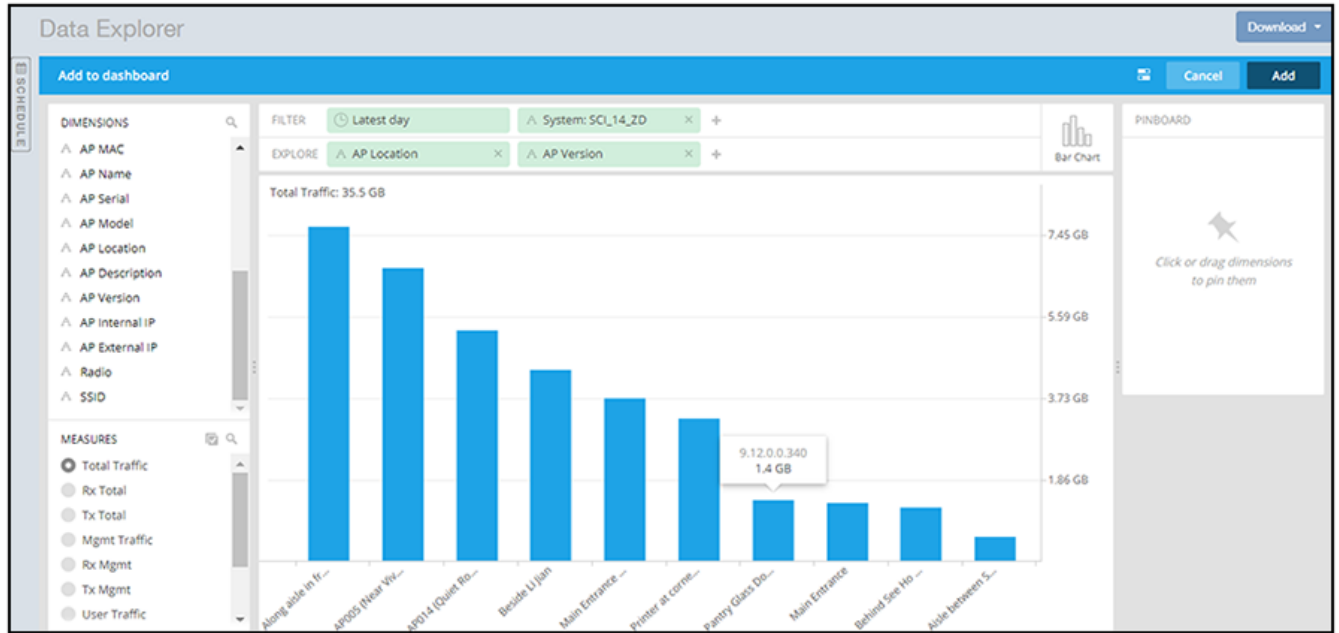 Data Explorer
Download
SCHEDULE
Add to dashboard
Cancel
Add
DIMENSIONS
AP MAC
AP Name
AP Serial
AP Model
AP Location
AP Description
AP Version
AP Internal IP
AP External IP
Radio
SSID
MEASURES
Total Traffic
Rx Total
Tx Total
Mgmt Traffic
Rx Mgmt
Tx Mgmt
User Traffic
FILTER
Latest day
System: SCI_14_ZD
EXPLORE
AP Location
AP Version
Bar Chart
Total Traffic: 35.5 GB
7.45 GB
5.59 GB
3.73 GB
1.86 GB
9.12.0.0.340
1.4 GB
Along aisle in fr...
AP005 (Near Viv...
AP014 (Quiet Ro...
Beside Li Jian
Main Entrance ...
Printer at corne...
Pantry Glass Do...
Main Entrance
Behind See Ho ...
Aisle between S...
PINBOARD
Click or drag dimensions
to pin them